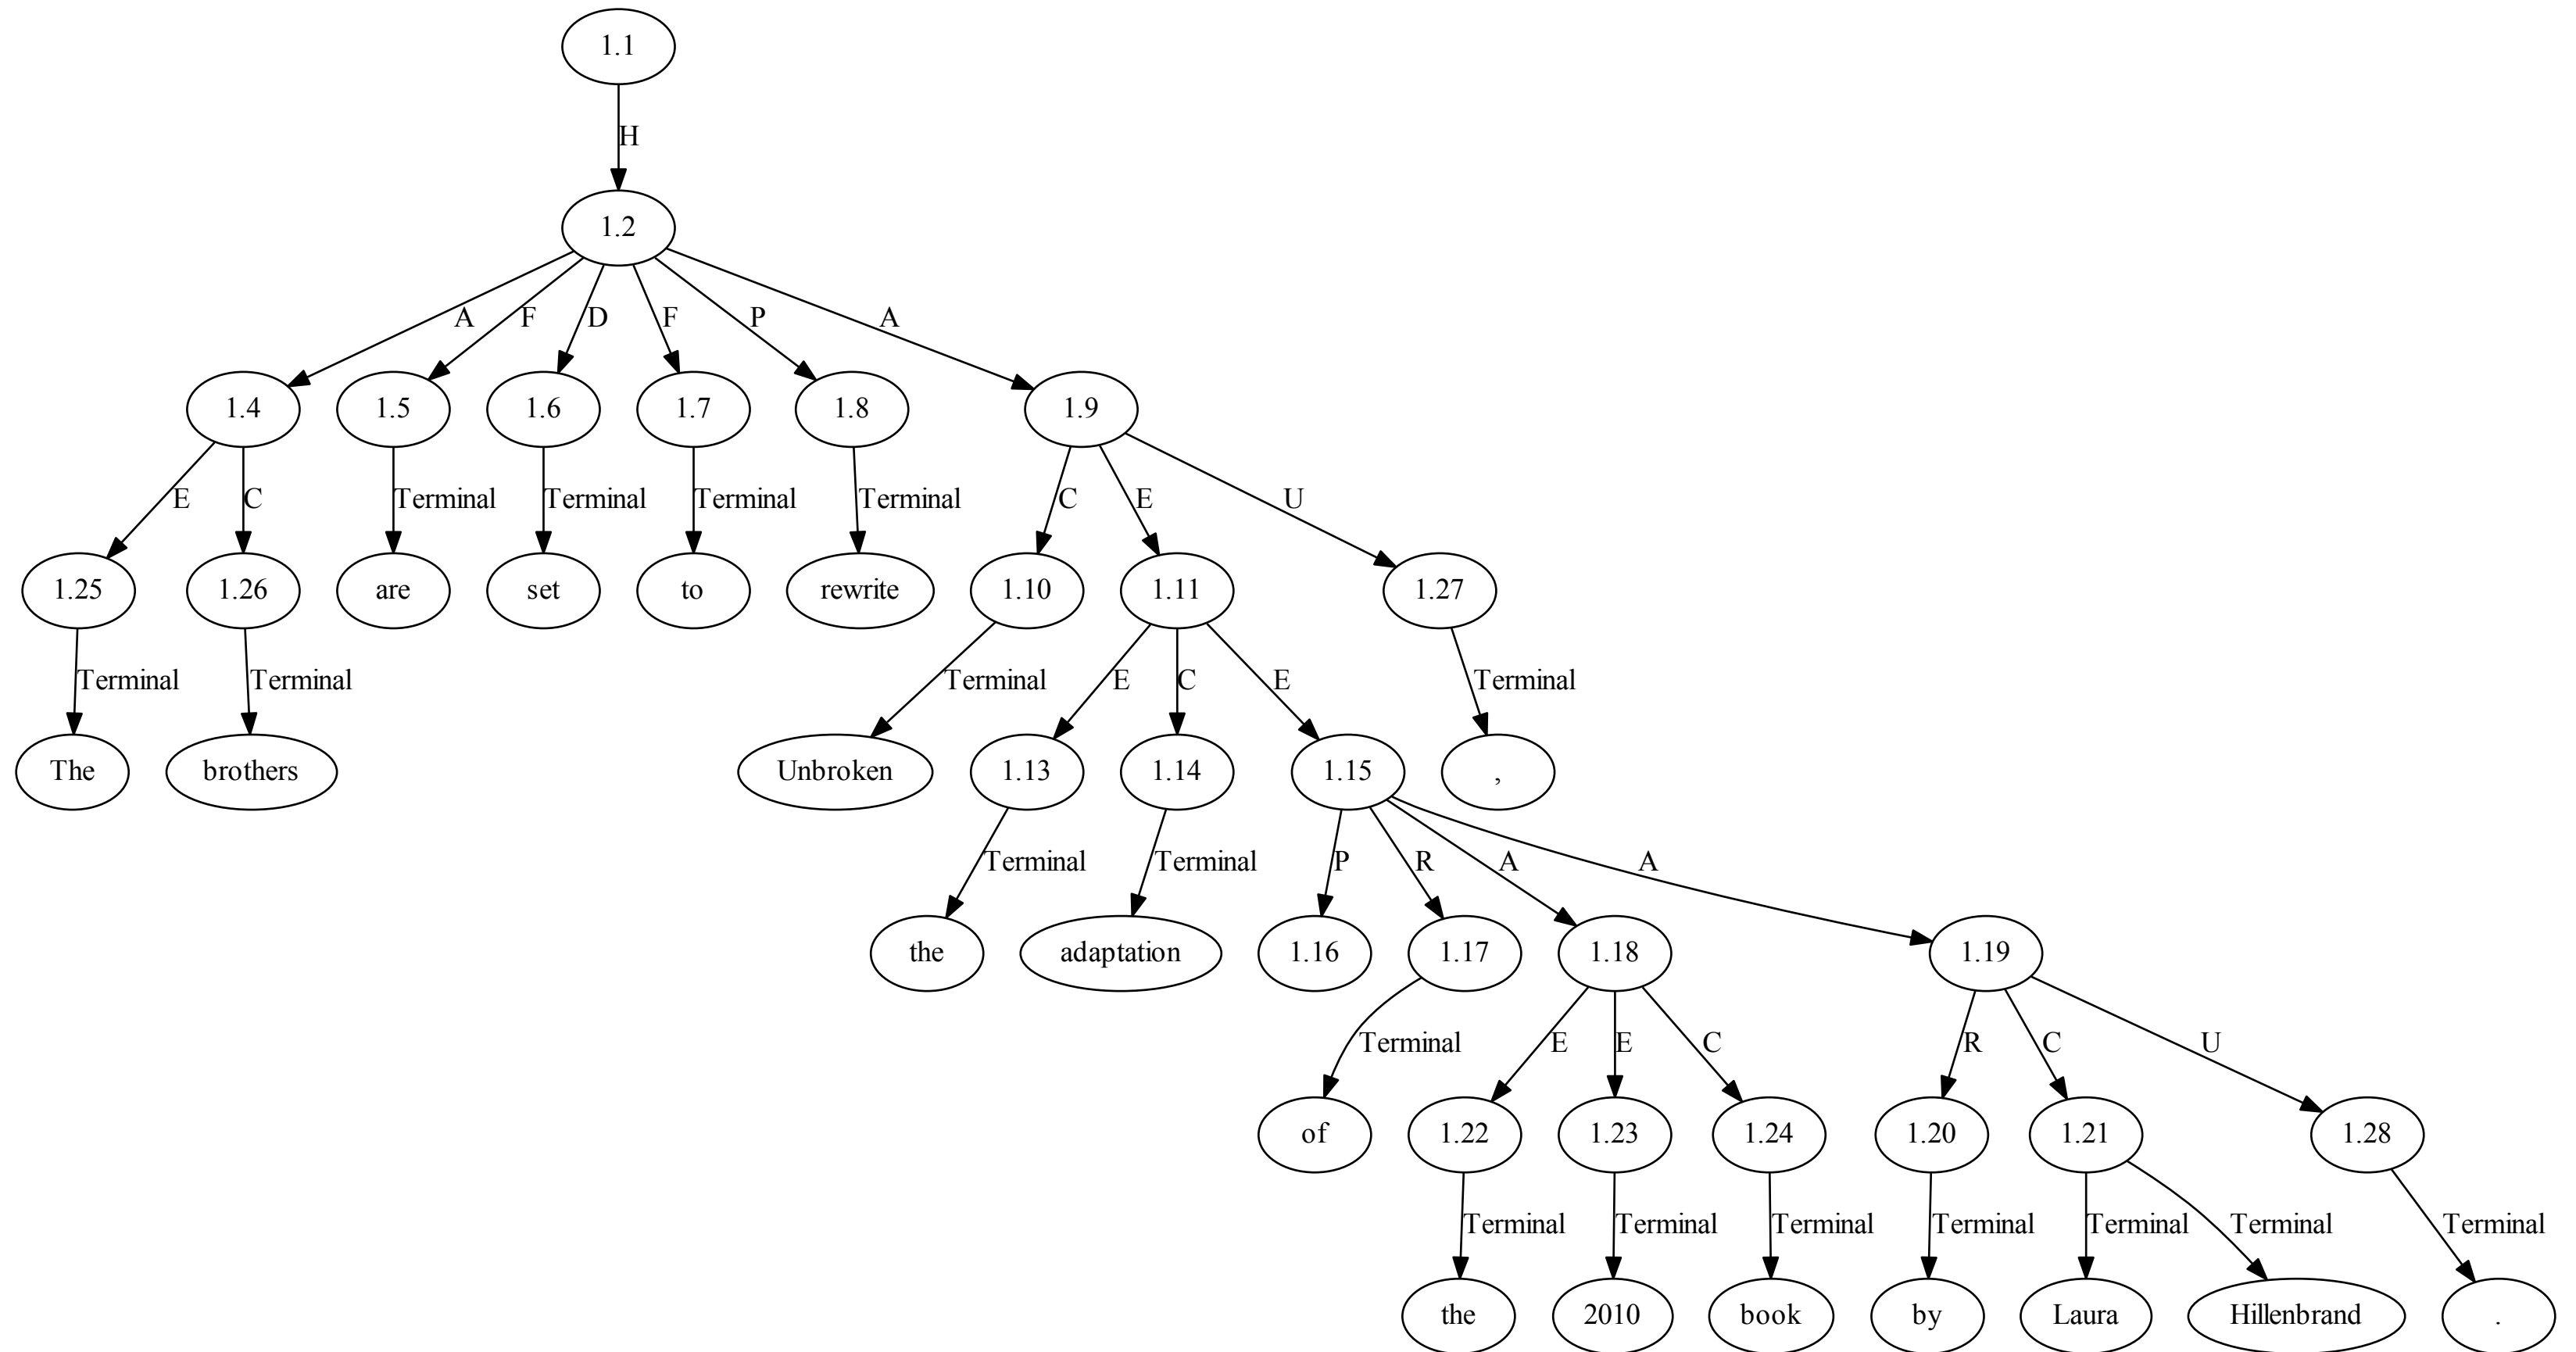 1.1
H
1.2
A F D F P A
1.4 1.5 1.6 1.7 1.8 1.9
E C Terminal Terminal Terminal Terminal C E U
1.25 1.26 are set to rewrite 1.10 1.11 1.27
Terminal Terminal Terminal E C E Terminal
The brothers Unbroken 1.13 1.14 1.15 ,
Terminal Terminal P R A A
the adaptation 1.16 1.17 1.18 1.19
Terminal E E C R C U
of 1.22 1.23 1.24 1.20 1.21 1.28
Terminal Terminal Terminal Terminal Terminal Terminal Terminal
the 2010 book by Laura Hillenbrand .